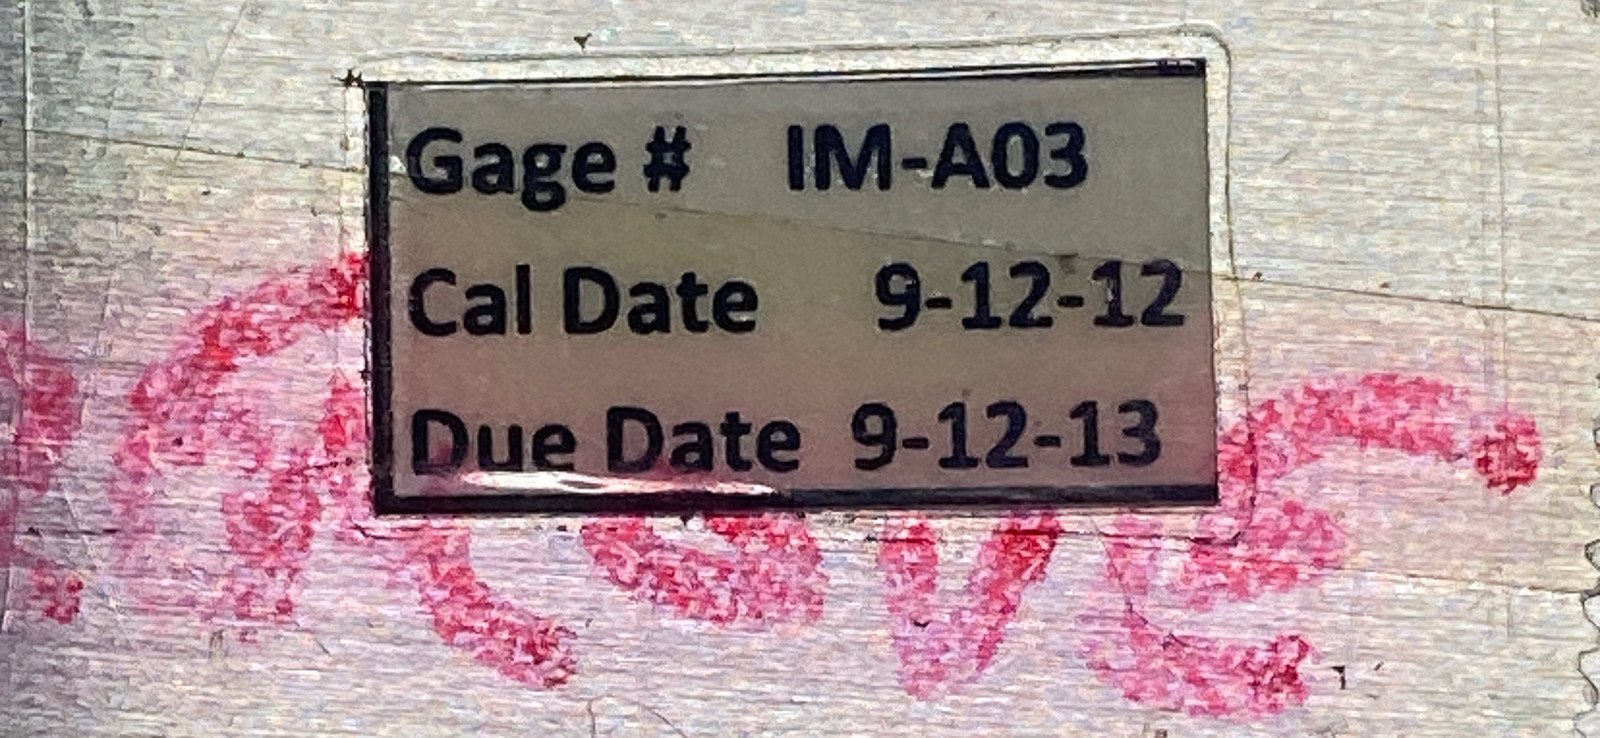 Gage # IM-A03
Cal Date 9-12-12
Due Date 9-12-13